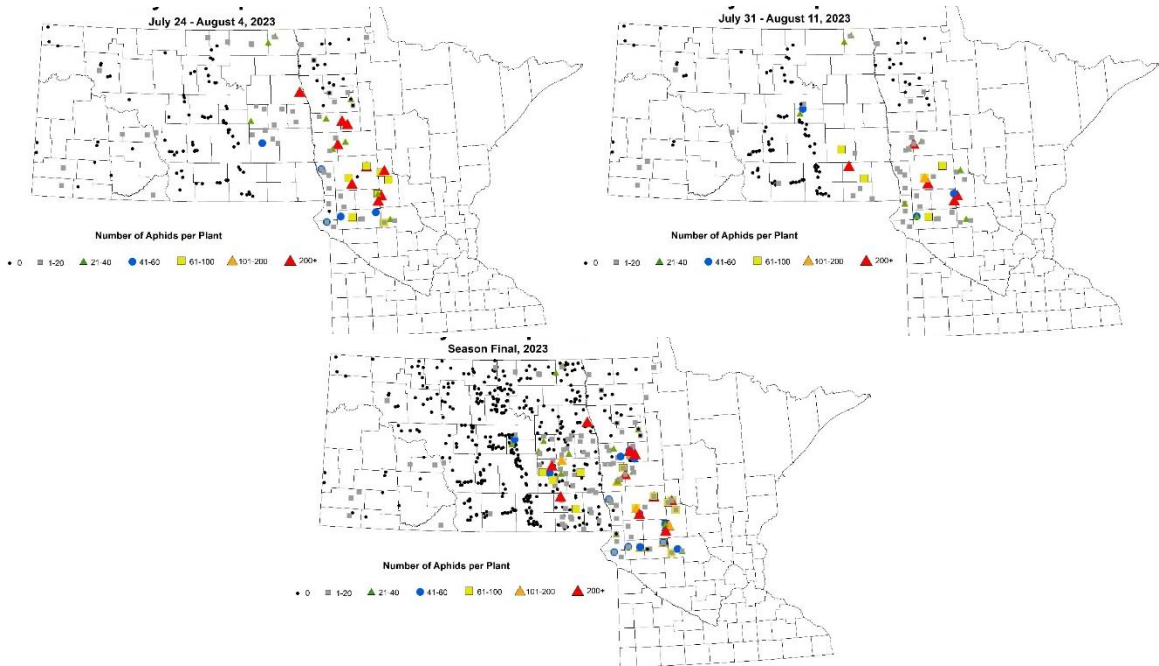 July 24 - August 4, 2023
Number of Aphids per Plant
0 1-20 21-40 41-60 61-100 101-200 200+
July 31 - August 11, 2023
Number of Aphids per Plant
0 1-20 21-40 41-60 61-100 101-200 200+
Season Final, 2023
Number of Aphids per Plant
0 1-20 21-40 41-60 61-100 101-200 200+